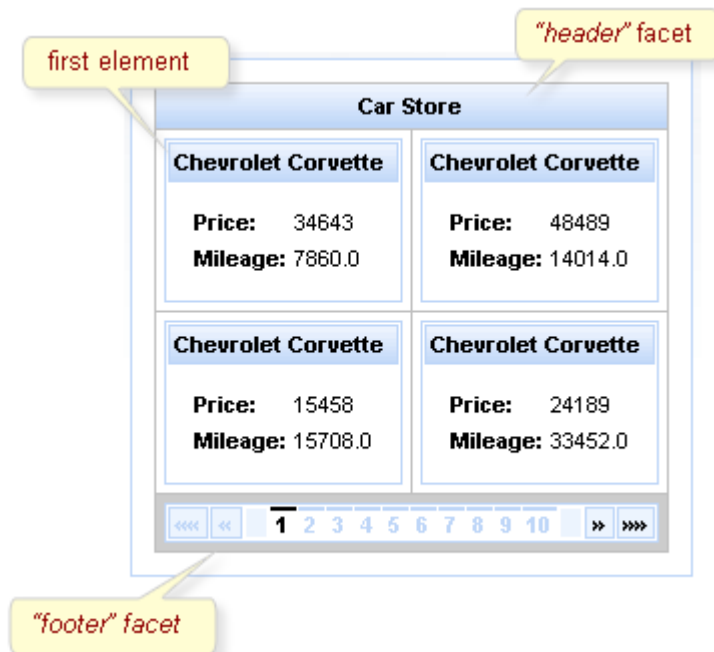 “header” facet
first element
Car Store
Chevrolet Corvette Chevrolet Corvette
Price: 34643 Price: 48489
Mileage: 7860.0 Mileage: 14014.0
Chevrolet Corvette Chevrolet Corvette
Price: 15458 Price: 24189
Mileage: 15708.0 Mileage: 33452.0
«« « 1 2 3 4 5 6 7 8 9 10 » »»
“footer” facet